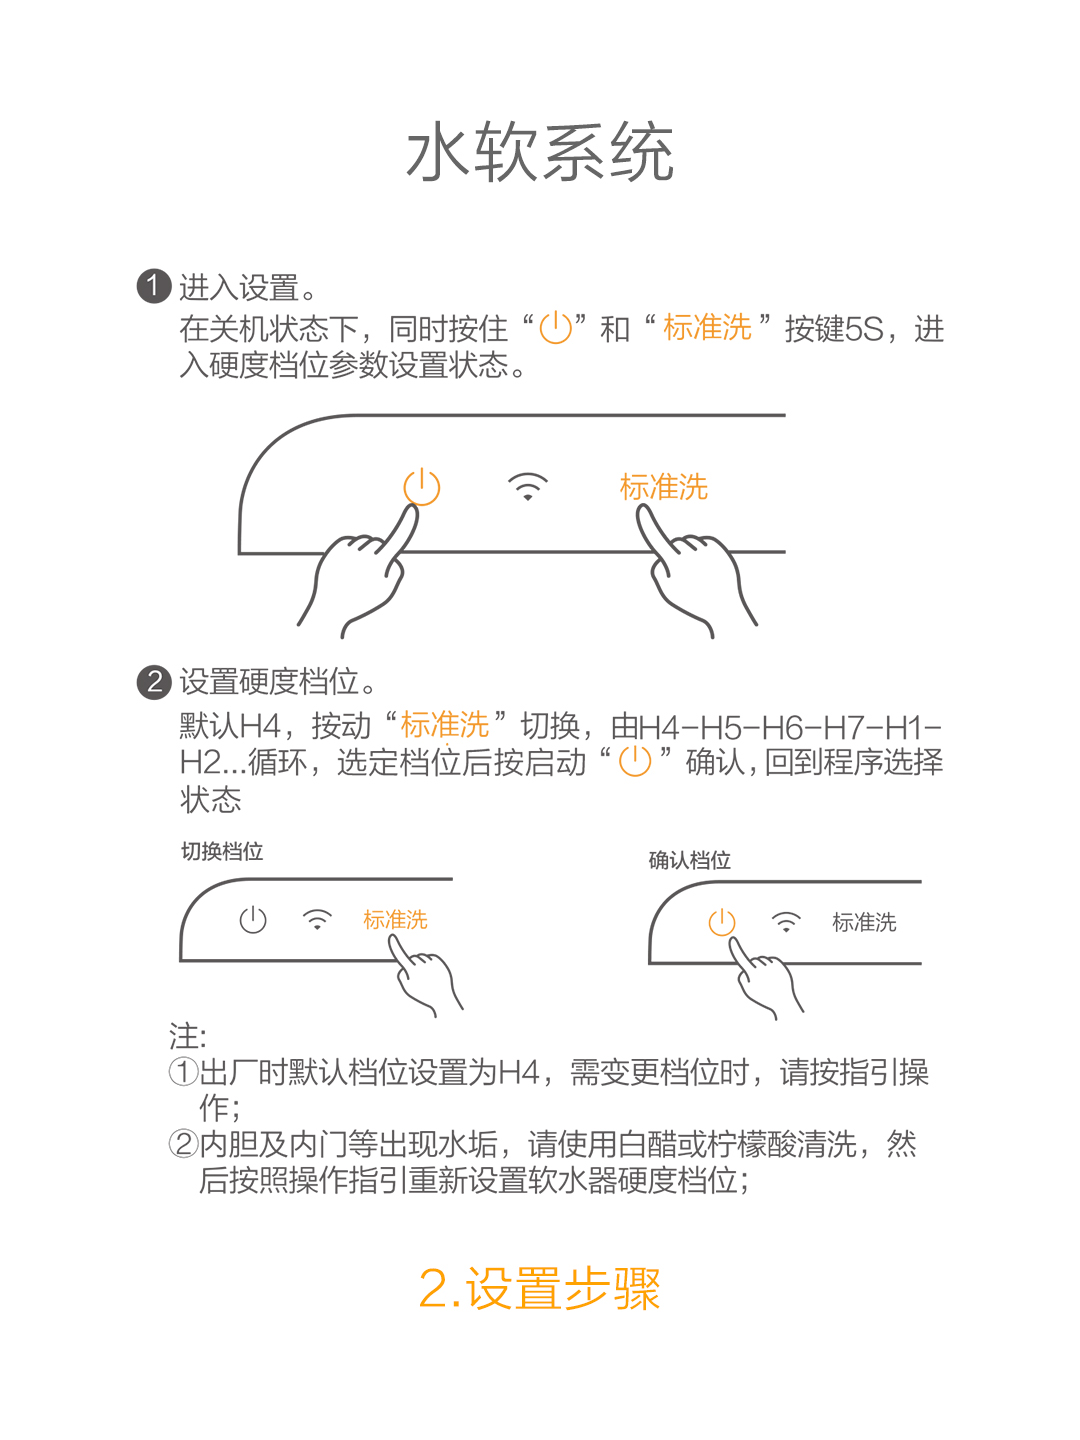 水软系统
1 进入设置。
在关机状态下，同时按住“⏻”和“标准洗”按键5S，进
入硬度档位参数设置状态。
标准洗
2 设置硬度档位。
默认H4，按动“标准洗”切换，由H4-H5-H6-H7-H1-
H2...循环，选定档位后按启动“⏻”确认，回到程序选择
状态
切换档位
确认档位
标准洗
标准洗
注：
①出厂时默认档位设置为H4，需变更档位时，请按指引操
作；
②内胆及内门等出现水垢，请使用白醋或柠檬酸清洗，然
后按照操作指引重新设置软水器硬度档位；
2.设置步骤